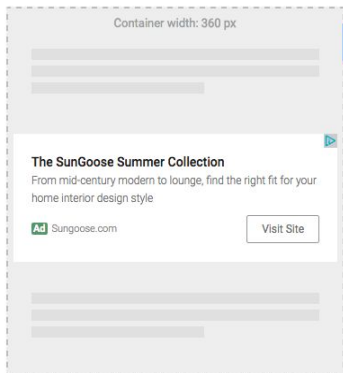 Container width: 360 px
The SunGoose Summer Collection
From mid-century modern to lounge, find the right fit for your
home interior design style
Ad Sungoose.com
Visit Site